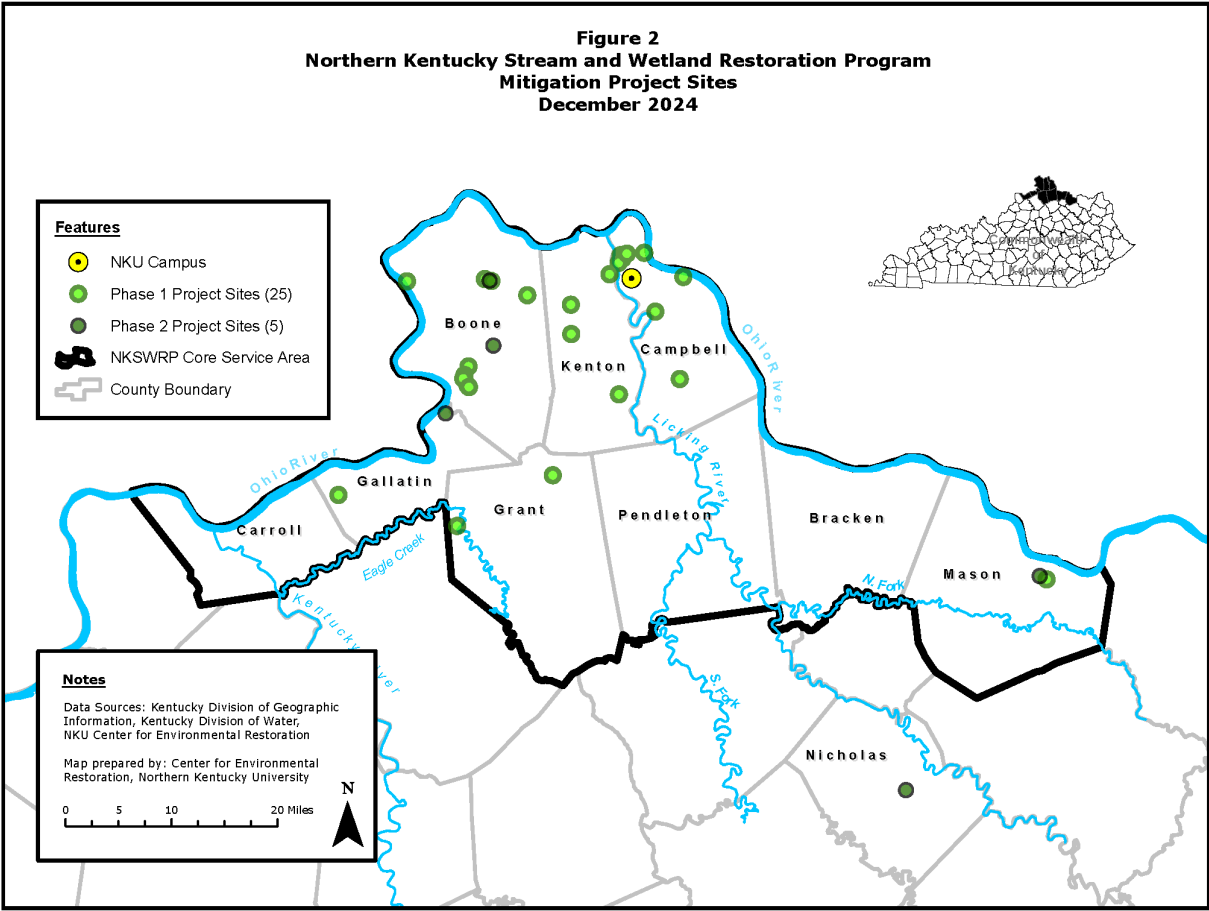 Figure 2
Northern Kentucky Stream and Wetland Restoration Program
Mitigation Project Sites
December 2024
Commonwealth
of
Kentucky
Features
NKU Campus
Phase 1 Project Sites (25)
Phase 2 Project Sites (5)
NKSWRP Core Service Area
County Boundary
Boone
Kenton
Campbell
Ohio River
Licking River
Ohio River
Gallatin
Carroll
Grant
Pendleton
Bracken
Mason
Eagle Creek
N. Fork
Kentucky River
S. Fork
Nicholas
Notes
Data Sources: Kentucky Division of Geographic
Information, Kentucky Division of Water,
NKU Center for Environmental Restoration
Map prepared by: Center for Environmental
Restoration, Northern Kentucky University
N
0 5 10 20 Miles